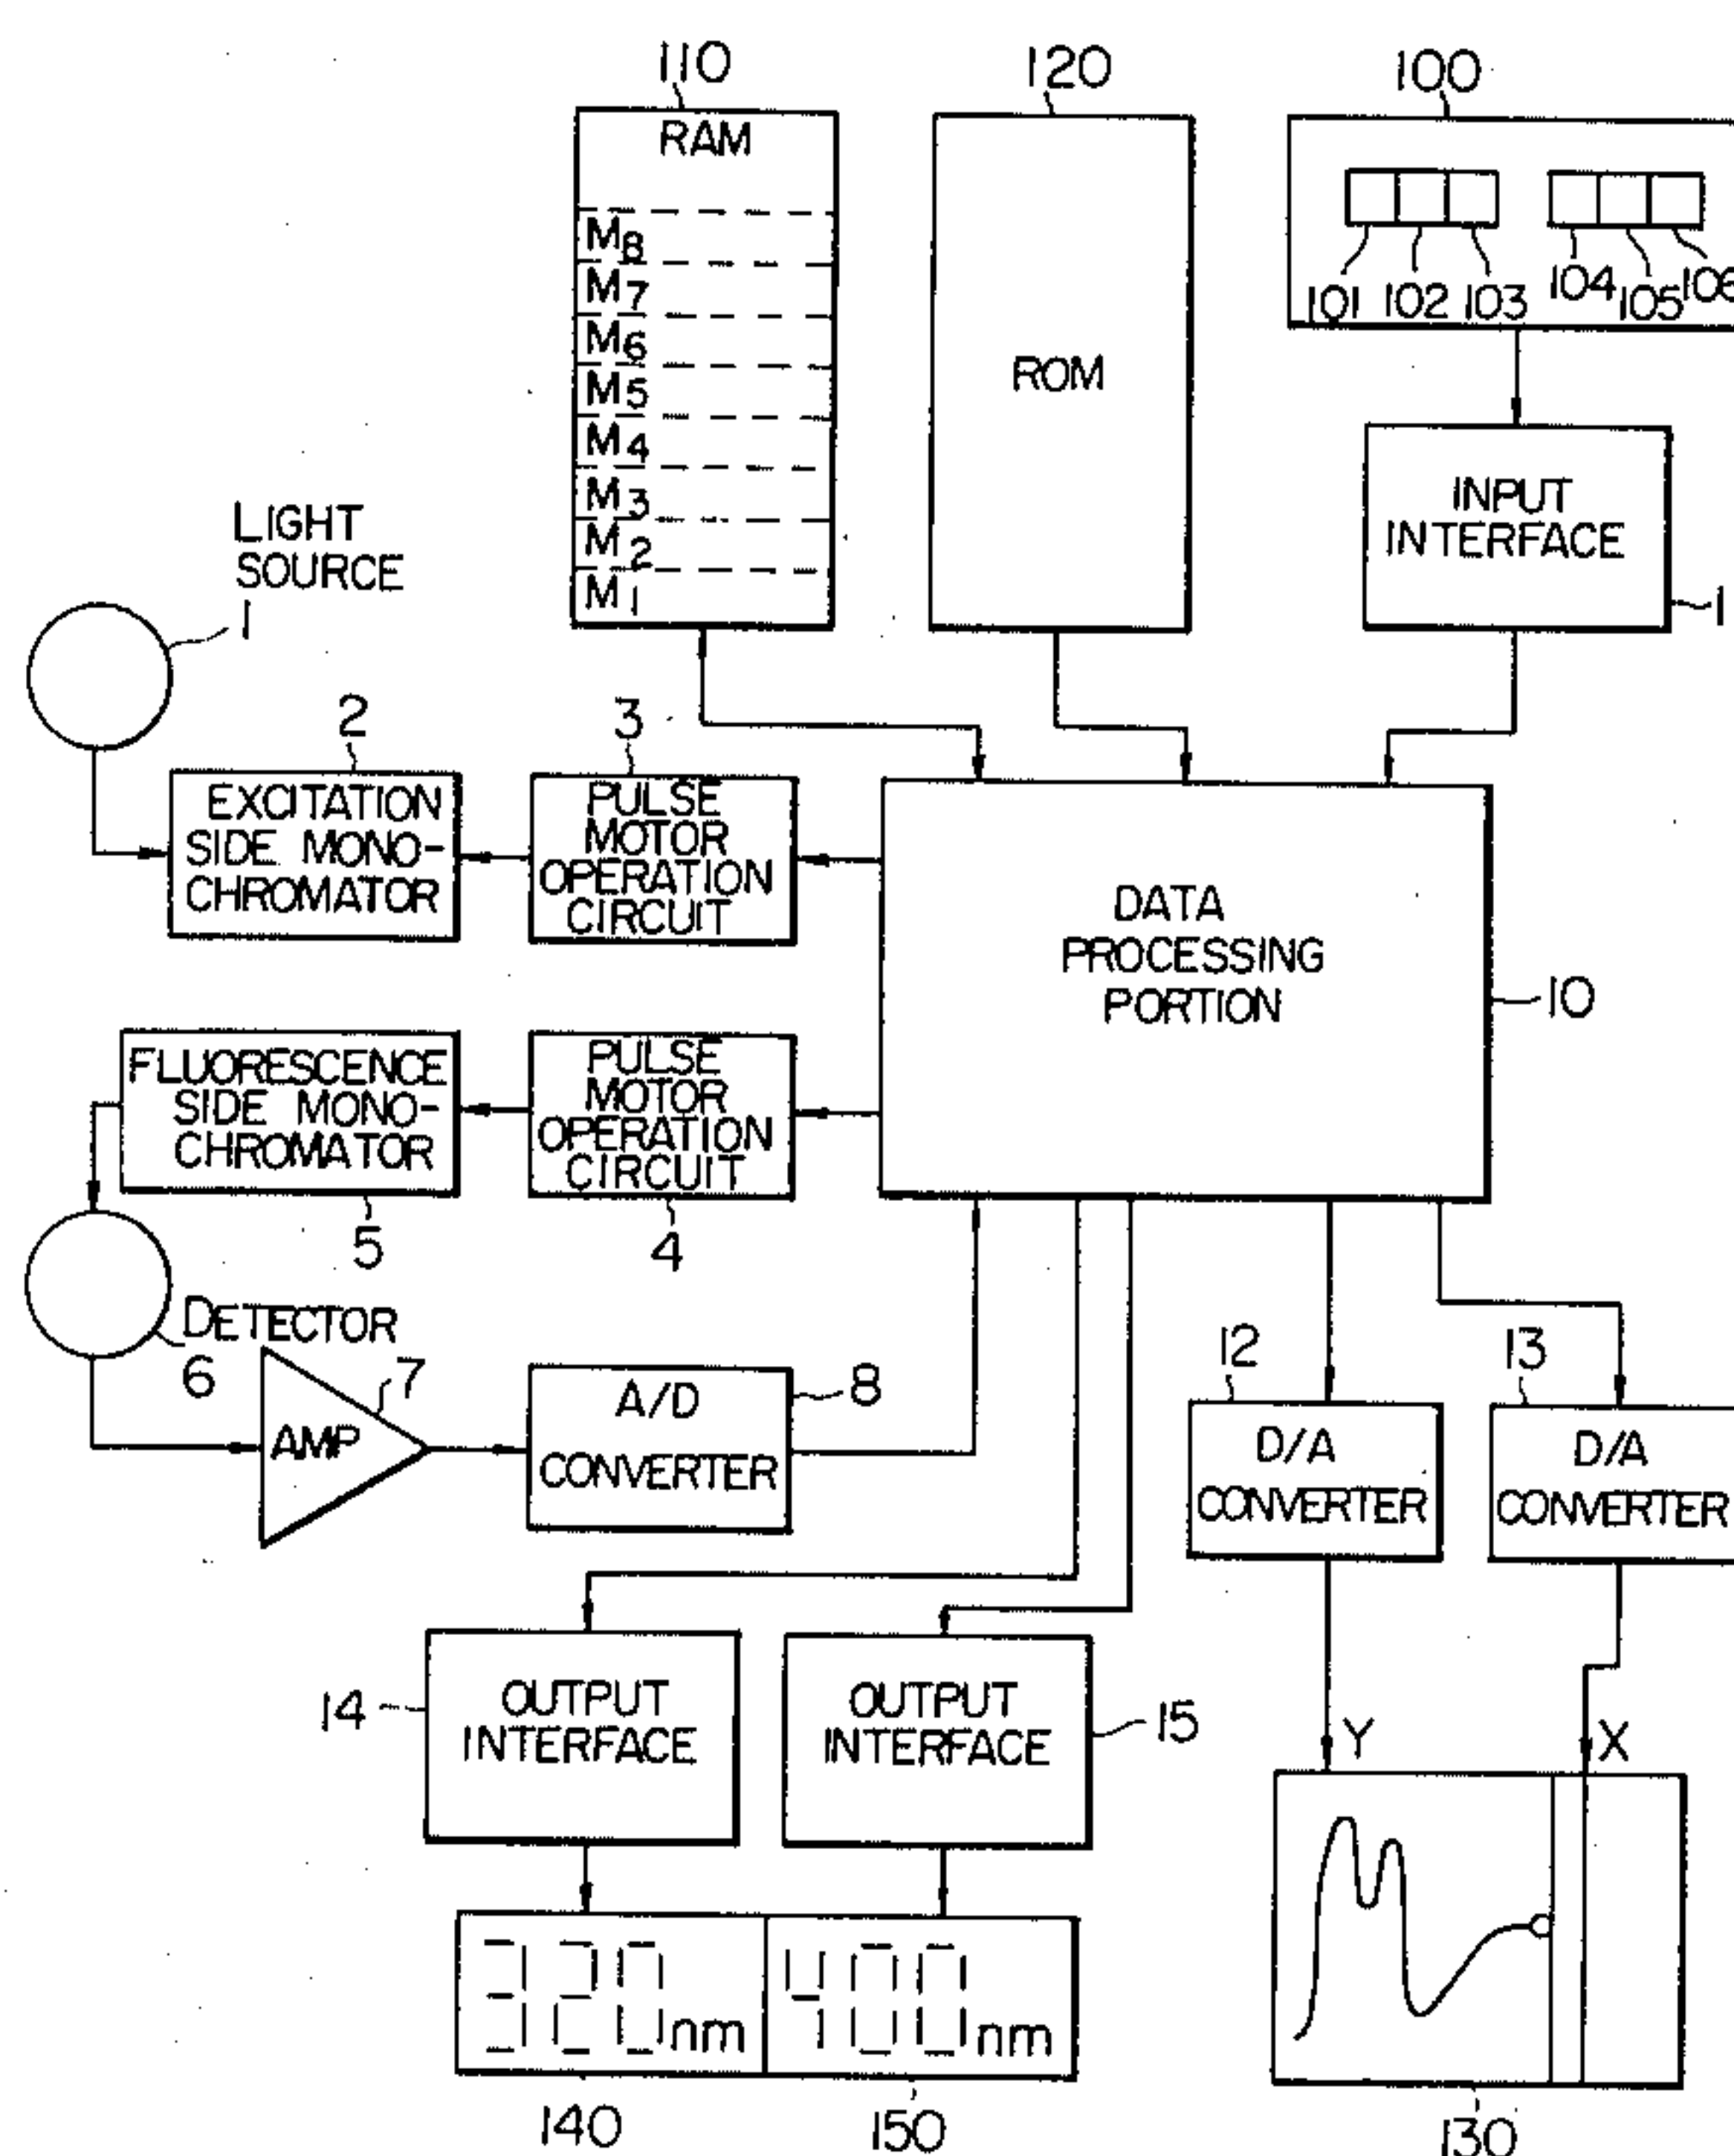 110
120
100
RAM
M8
M7
M6
M5
M4
M3
M2
M1
ROM
101
102
103
104
105
106
INPUT
INTERFACE
1
LIGHT
SOURCE
1
2
EXCITATION
SIDE MONO-
CHROMATOR
3
PULSE
MOTOR
OPERATION
CIRCUIT
DATA
PROCESSING
PORTION
10
FLUORESCENCE
SIDE MONO-
CHROMATOR
5
PULSE
MOTOR
OPERATION
CIRCUIT
4
DETECTOR
6
7
AMP
8
A/D
CONVERTER
12
D/A
CONVERTER
13
D/A
CONVERTER
14
OUTPUT
INTERFACE
OUTPUT
INTERFACE
15
Y
X
320nm
400nm
140
150
130